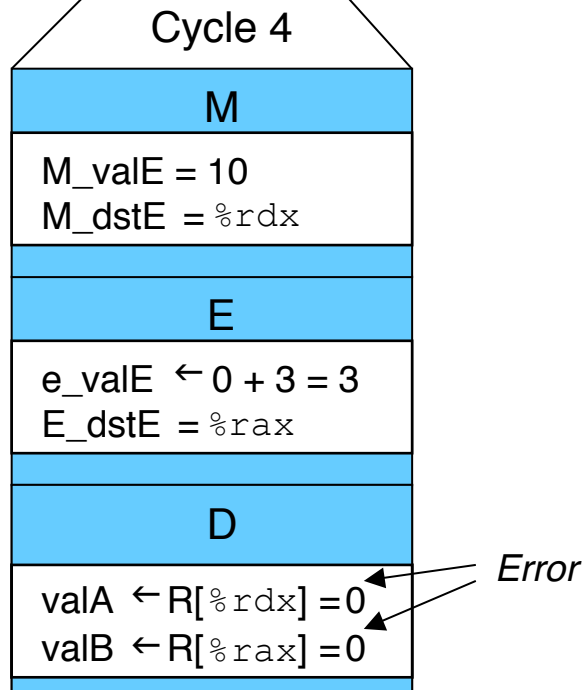 Cycle 4
M
M_valE = 10
M_dstE = %rdx
E
e_valE ← 0 + 3 = 3
E_dstE = %rax
D
valA ← R[%rdx] = 0
valB ← R[%rax] = 0
Error